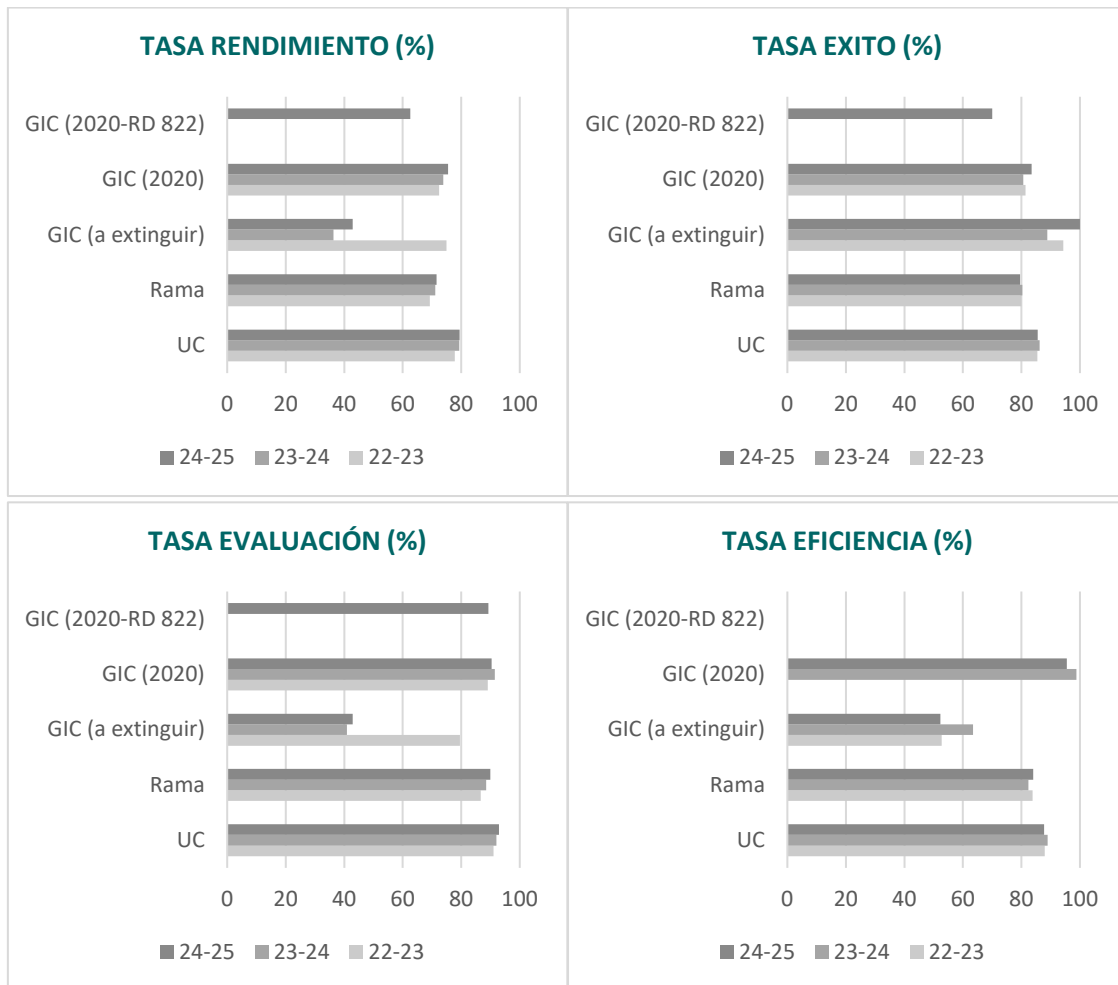 TASA RENDIMIENTO (%)
GIC (2020-RD 822)
GIC (2020)
GIC (a extinguir)
Rama
UC
0 20 40 60 80 100
24-25 23-24 22-23
TASA EXITO (%)
GIC (2020-RD 822)
GIC (2020)
GIC (a extinguir)
Rama
UC
0 20 40 60 80 100
24-25 23-24 22-23
TASA EVALUACIÓN (%)
GIC (2020-RD 822)
GIC (2020)
GIC (a extinguir)
Rama
UC
0 20 40 60 80 100
24-25 23-24 22-23
TASA EFICIENCIA (%)
GIC (2020-RD 822)
GIC (2020)
GIC (a extinguir)
Rama
UC
0 20 40 60 80 100
24-25 23-24 22-23